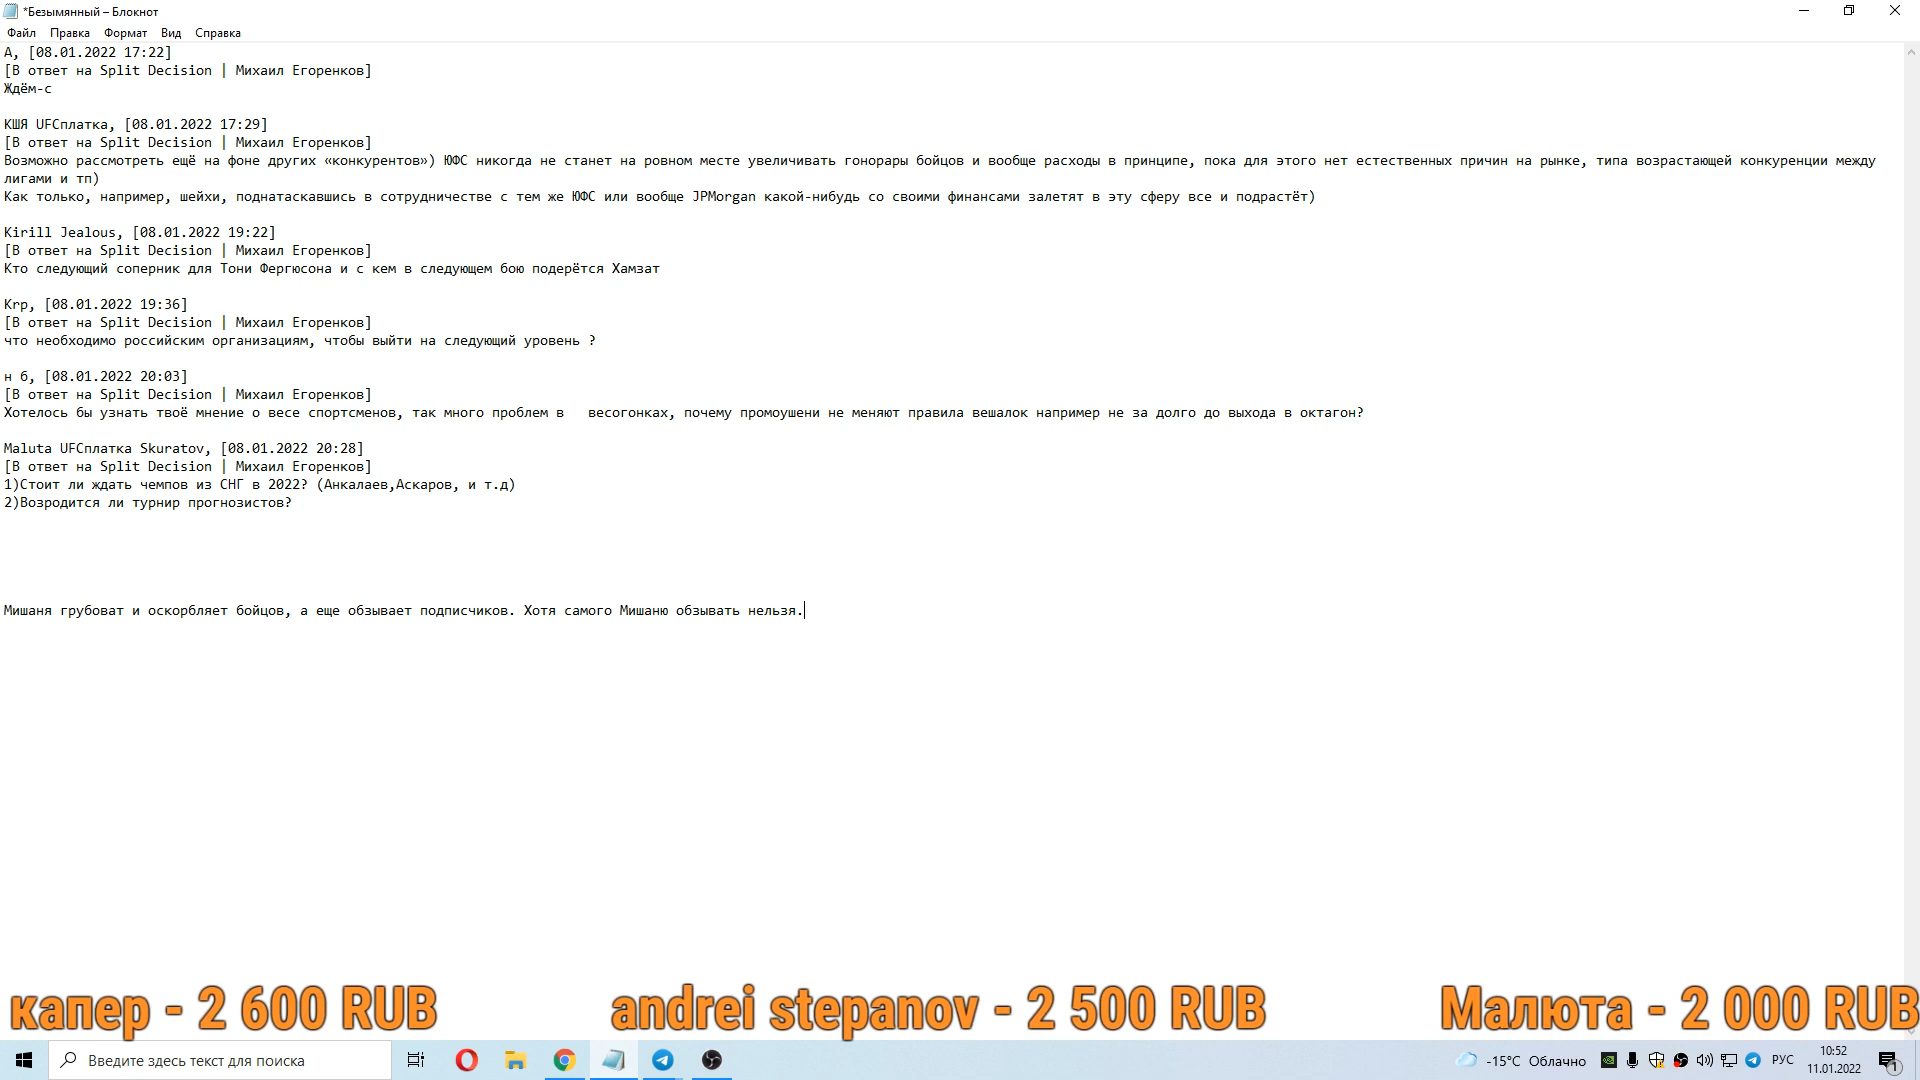 *Безымянный – Блокнот
Файл Правка Формат Вид Справка
А, [08.01.2022 17:22]
[В ответ на Split Decision | Михаил Егоренков]
Ждём-с
КШЯ UFCплатка, [08.01.2022 17:29]
[В ответ на Split Decision | Михаил Егоренков]
Возможно рассмотреть ещё на фоне других «конкурентов») ЮФС никогда не станет на ровном месте увеличивать гонорары бойцов и вообще расходы в принципе, пока для этого нет естественных причин на рынке, типа возрастающей конкуренции между
лигами и тп)
Как только, например, шейхи, поднатаскавшись в сотрудничестве с тем же ЮФС или вообще JPMorgan какой-нибудь со своими финансами залетят в эту сферу все и подрастёт)
Kirill Jealous, [08.01.2022 19:22]
[В ответ на Split Decision | Михаил Егоренков]
Кто следующий соперник для Тони Фергюсона и с кем в следующем бою подерётся Хамзат
Krp, [08.01.2022 19:36]
[В ответ на Split Decision | Михаил Егоренков]
что необходимо российским организациям, чтобы выйти на следующий уровень ?
н б, [08.01.2022 20:03]
[В ответ на Split Decision | Михаил Егоренков]
Хотелось бы узнать твоё мнение о весе спортсменов, так много проблем в   весогонках, почему промоушени не меняют правила вешалок например не за долго до выхода в октагон?
Maluta UFCплатка Skuratov, [08.01.2022 20:28]
[В ответ на Split Decision | Михаил Егоренков]
1)Стоит ли ждать чемпов из СНГ в 2022? (Анкалаев,Аскаров, и т.д)
2)Возродится ли турнир прогнозистов?
Мишаня грубоват и оскорбляет бойцов, а еще обзывает подписчиков. Хотя самого Мишаню обзывать нельзя.
капер - 2 600 RUB andrei stepanov - 2 500 RUB Малюта - 2 000 RUB
Введите здесь текст для поиска -15°C Облачно РУС 10:52
11.01.2022 1